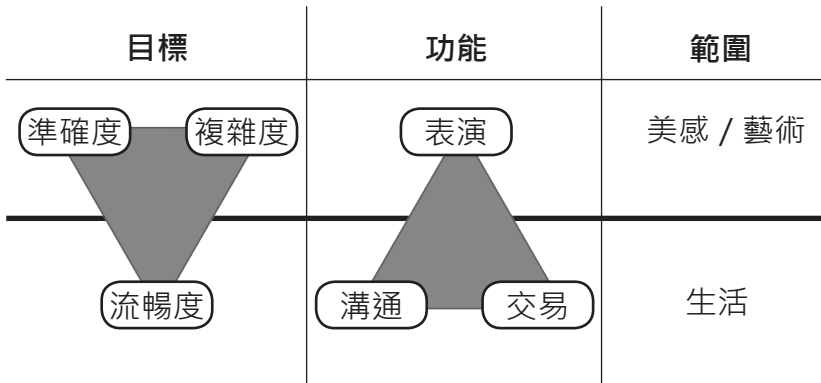 目標 功能 範圍
準確度 複雜度 表演 美感 / 藝術
流暢度 溝通 交易 生活